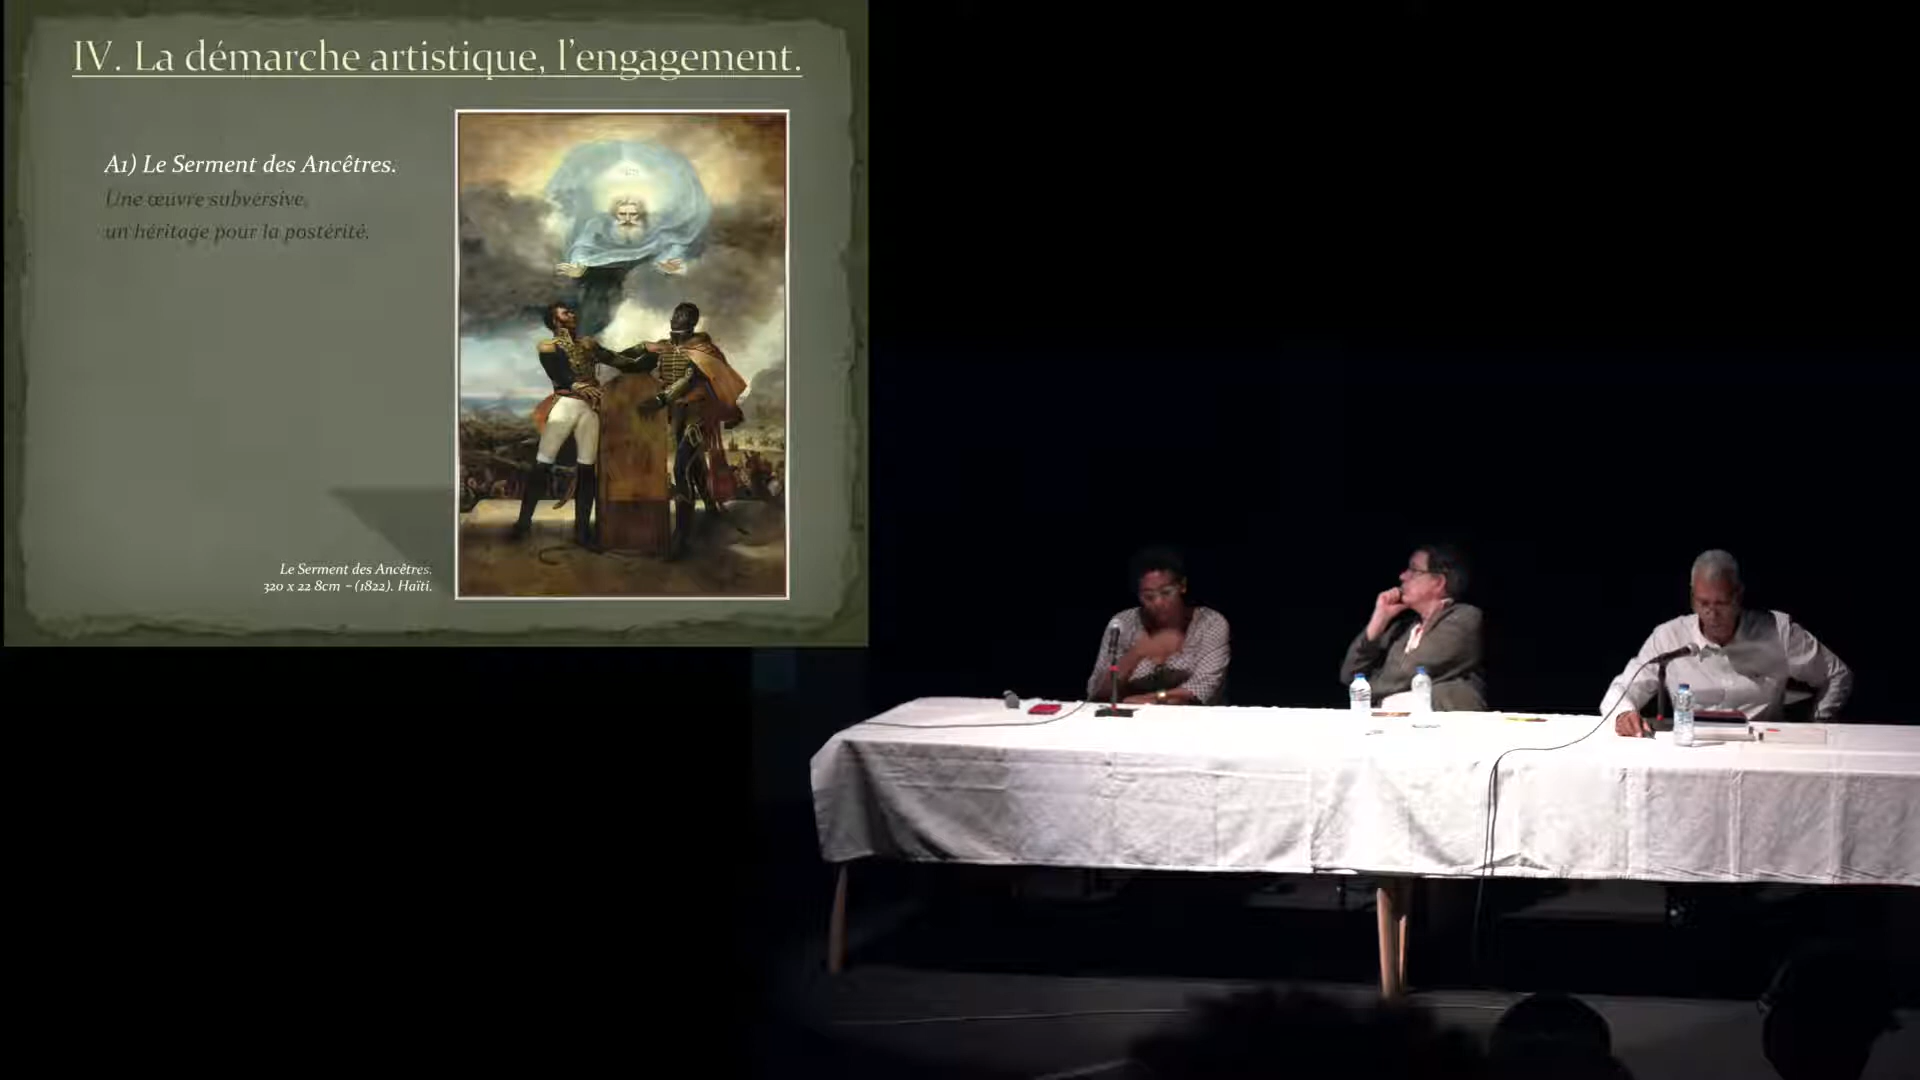 IV. La démarche artistique, l'engagement.
A1) Le Serment des Ancêtres.
Une œuvre subversive,
un héritage pour la postérité.
Le Serment des Ancêtres.
320 x 22 8cm – (1822). Haïti.